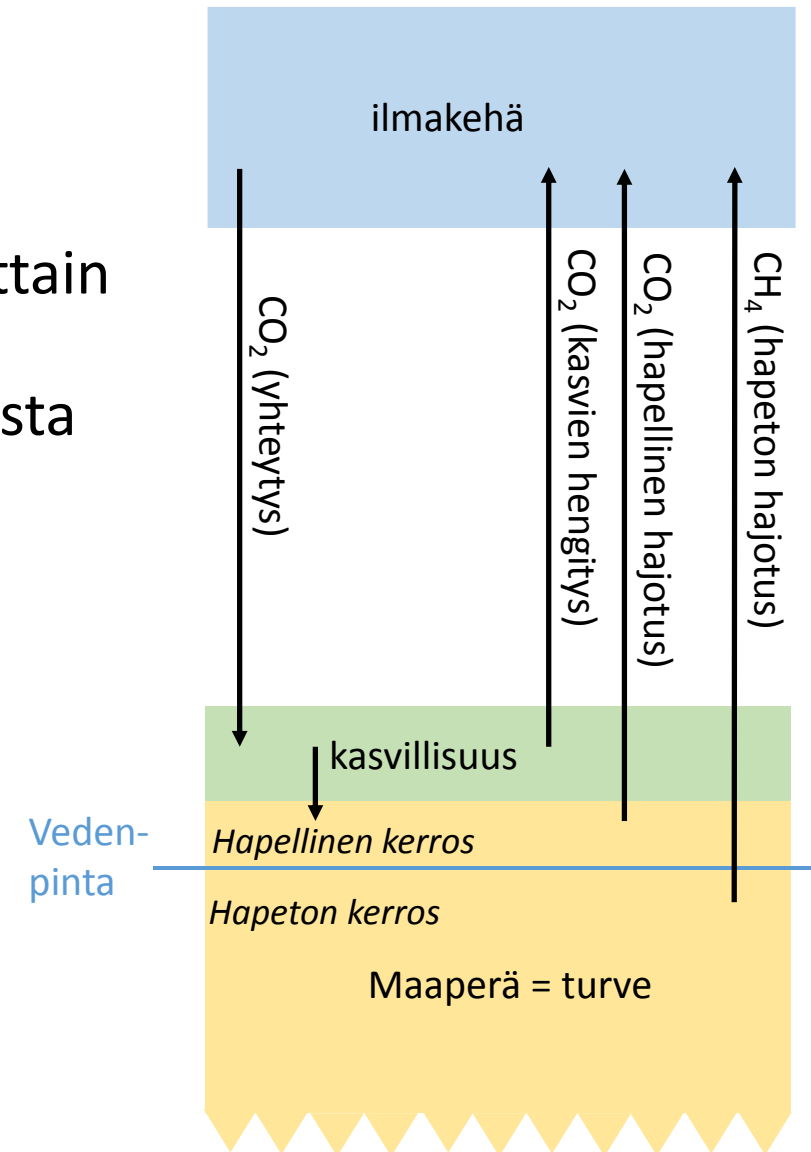 ilmakehä
ttain
sta
CO₂ (yhteytys)
CO₂ (kasvien hengitys)
CO₂ (hapellinen hajotus)
CH₄ (hapeton hajotus)
kasvillisuus
Veden-
pinta
Hapellinen kerros
Hapeton kerros
Maaperä = turve